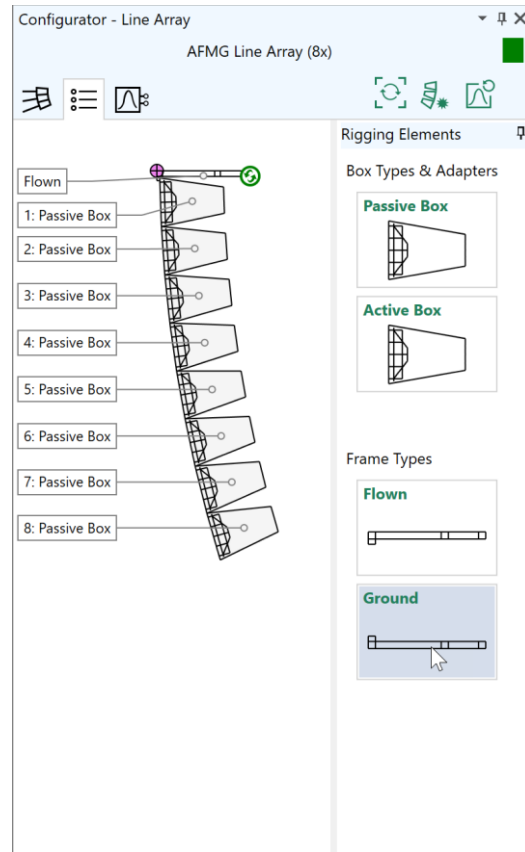 Configurator - Line Array
AFMG Line Array (8x)
Rigging Elements
Flown
1: Passive Box
2: Passive Box
3: Passive Box
4: Passive Box
5: Passive Box
6: Passive Box
7: Passive Box
8: Passive Box
Box Types & Adapters
Passive Box
Active Box
Frame Types
Flown
Ground